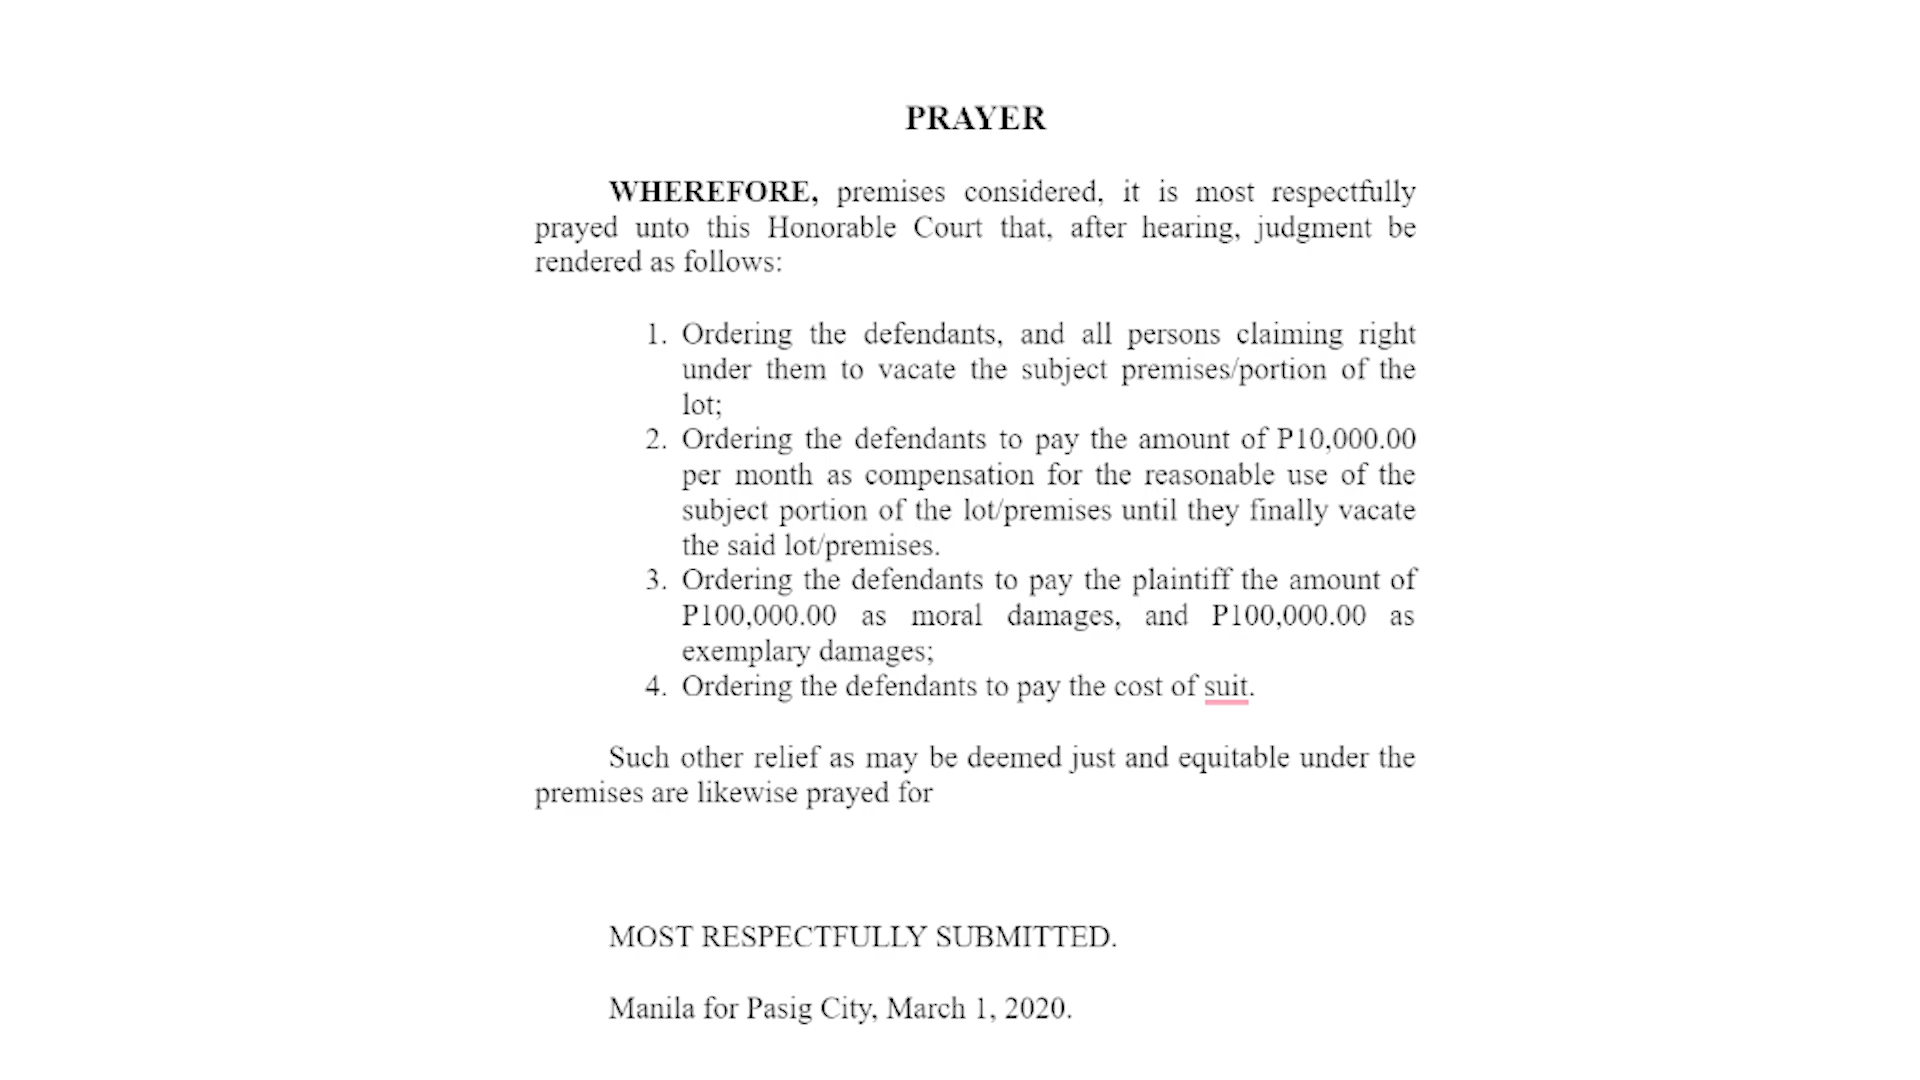 PRAYER
WHEREFORE, premises considered, it is most respectfully
prayed unto this Honorable Court that, after hearing, judgment be
rendered as follows:
1. Ordering the defendants, and all persons claiming right
under them to vacate the subject premises/portion of the
lot;
2. Ordering the defendants to pay the amount of P10,000.00
per month as compensation for the reasonable use of the
subject portion of the lot/premises until they finally vacate
the said lot/premises.
3. Ordering the defendants to pay the plaintiff the amount of
P100,000.00 as moral damages, and P100,000.00 as
exemplary damages;
4. Ordering the defendants to pay the cost of suit.
Such other relief as may be deemed just and equitable under the
premises are likewise prayed for
MOST RESPECTFULLY SUBMITTED.
Manila for Pasig City, March 1, 2020.